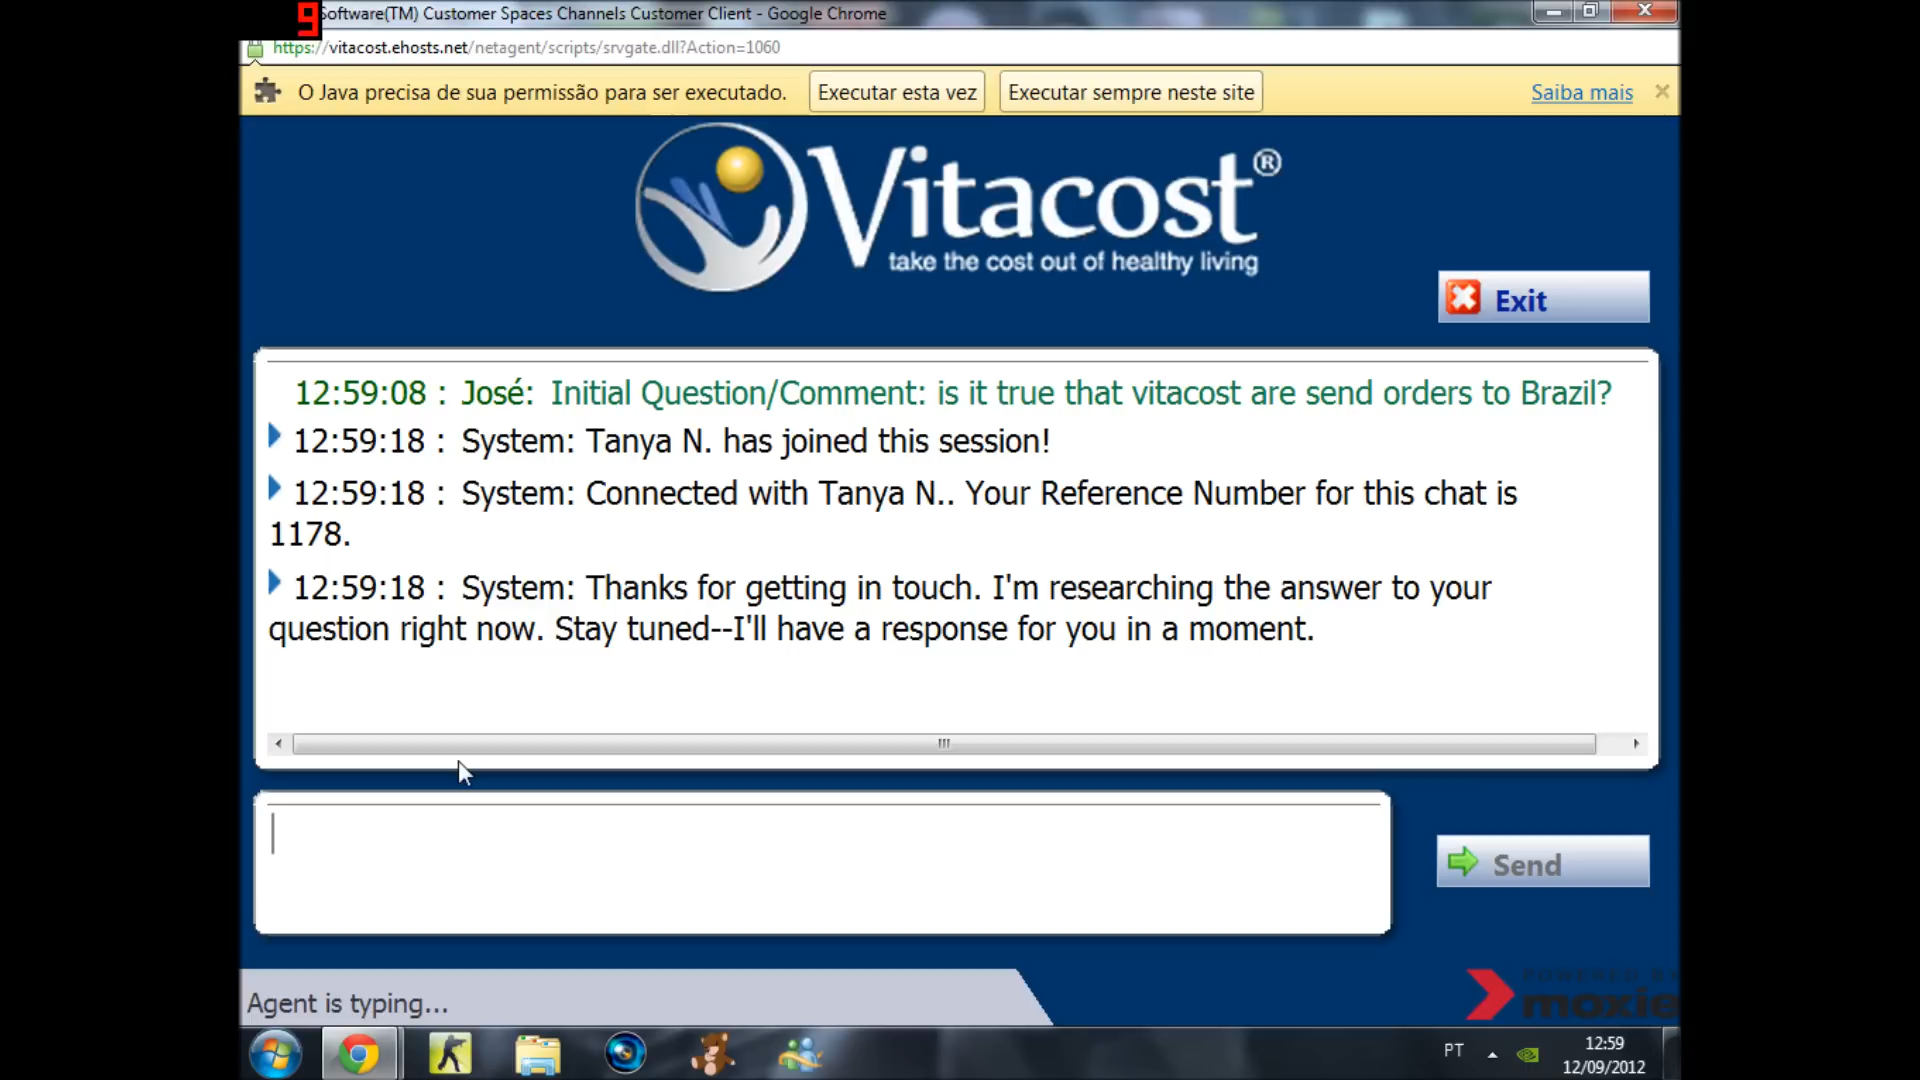 9
Software(TM) Customer Spaces Channels Customer Client - Google Chrome
https://vitacost.ehosts.net/netagent/scripts/srvgate.dll?Action=1060
O Java precisa de sua permissão para ser executado. Executar esta vez Executar sempre neste site Saiba mais
Vitacost®
take the cost out of healthy living
Exit
12:59:08 : José: Initial Question/Comment: is it true that vitacost are send orders to Brazil?
12:59:18 : System: Tanya N. has joined this session!
12:59:18 : System: Connected with Tanya N.. Your Reference Number for this chat is
1178.
12:59:18 : System: Thanks for getting in touch. I'm researching the answer to your
question right now. Stay tuned--I'll have a response for you in a moment.
Send
POWERED BY
moxie
Agent is typing...
PT
12:59
12/09/2012